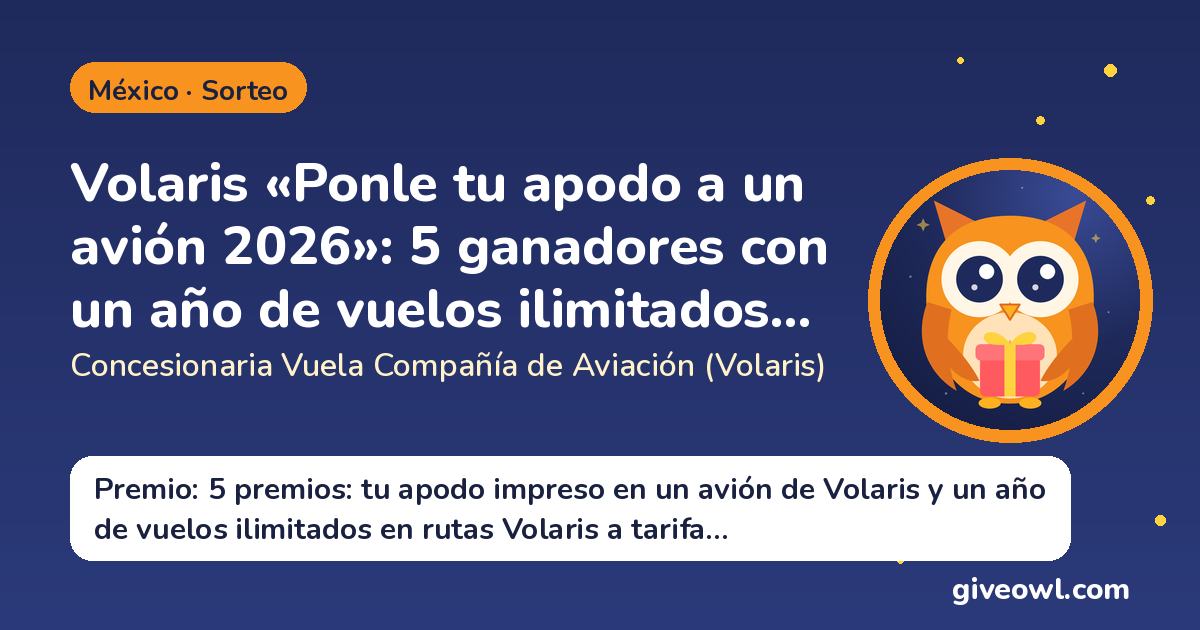 México · Sorteo
Volaris «Ponle tu apodo a un
avión 2026»: 5 ganadores con
un año de vuelos ilimitados...
Concesionaria Vuela Compañía de Aviación (Volaris)
Premio: 5 premios: tu apodo impreso en un avión de Volaris y un año
de vuelos ilimitados en rutas Volaris a tarifa...
giveowl.com